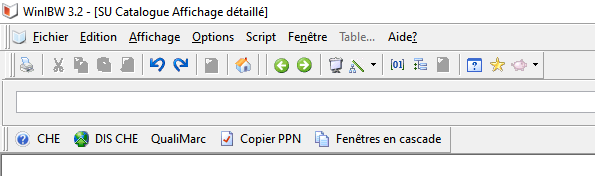 WinIBW 3.2 - [SU Catalogue Affichage détaillé]
Fichier Edition Affichage Options Script Fenêtre Table... Aide?
[01]
CHE DIS CHE QualiMarc Copier PPN Fenêtres en cascade